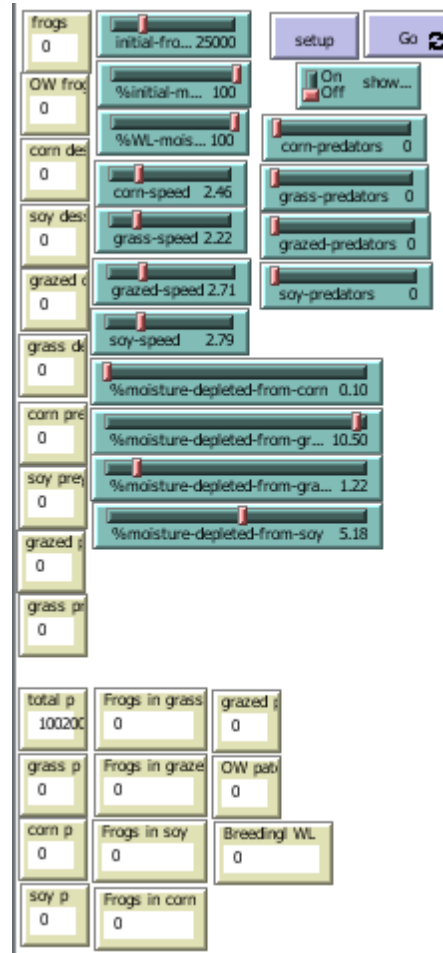 frogs
0
initial-fro... 25000
setup
Go
OW frog
0
%initial-m... 100
On
Off
show...
corn des
0
%WL-mois... 100
corn-predators 0
soy dess
0
corn-speed 2.46
grass-predators 0
grass-speed 2.22
grazed-predators 0
grazed d
0
grazed-speed 2.71
soy-predators 0
grass de
0
soy-speed 2.79
%moisture-depleted-from-corn 0.10
corn pre
0
%moisture-depleted-from-gr... 10.50
soy prey
0
%moisture-depleted-from-gra... 1.22
grazed p
0
%moisture-depleted-from-soy 5.18
grass pr
0
total p
100200
Frogs in grass
0
grazed p
0
grass p
0
Frogs in graze
0
OW patc
0
corn p
0
Frogs in soy
0
Breedingl WL
0
soy p
0
Frogs in corn
0